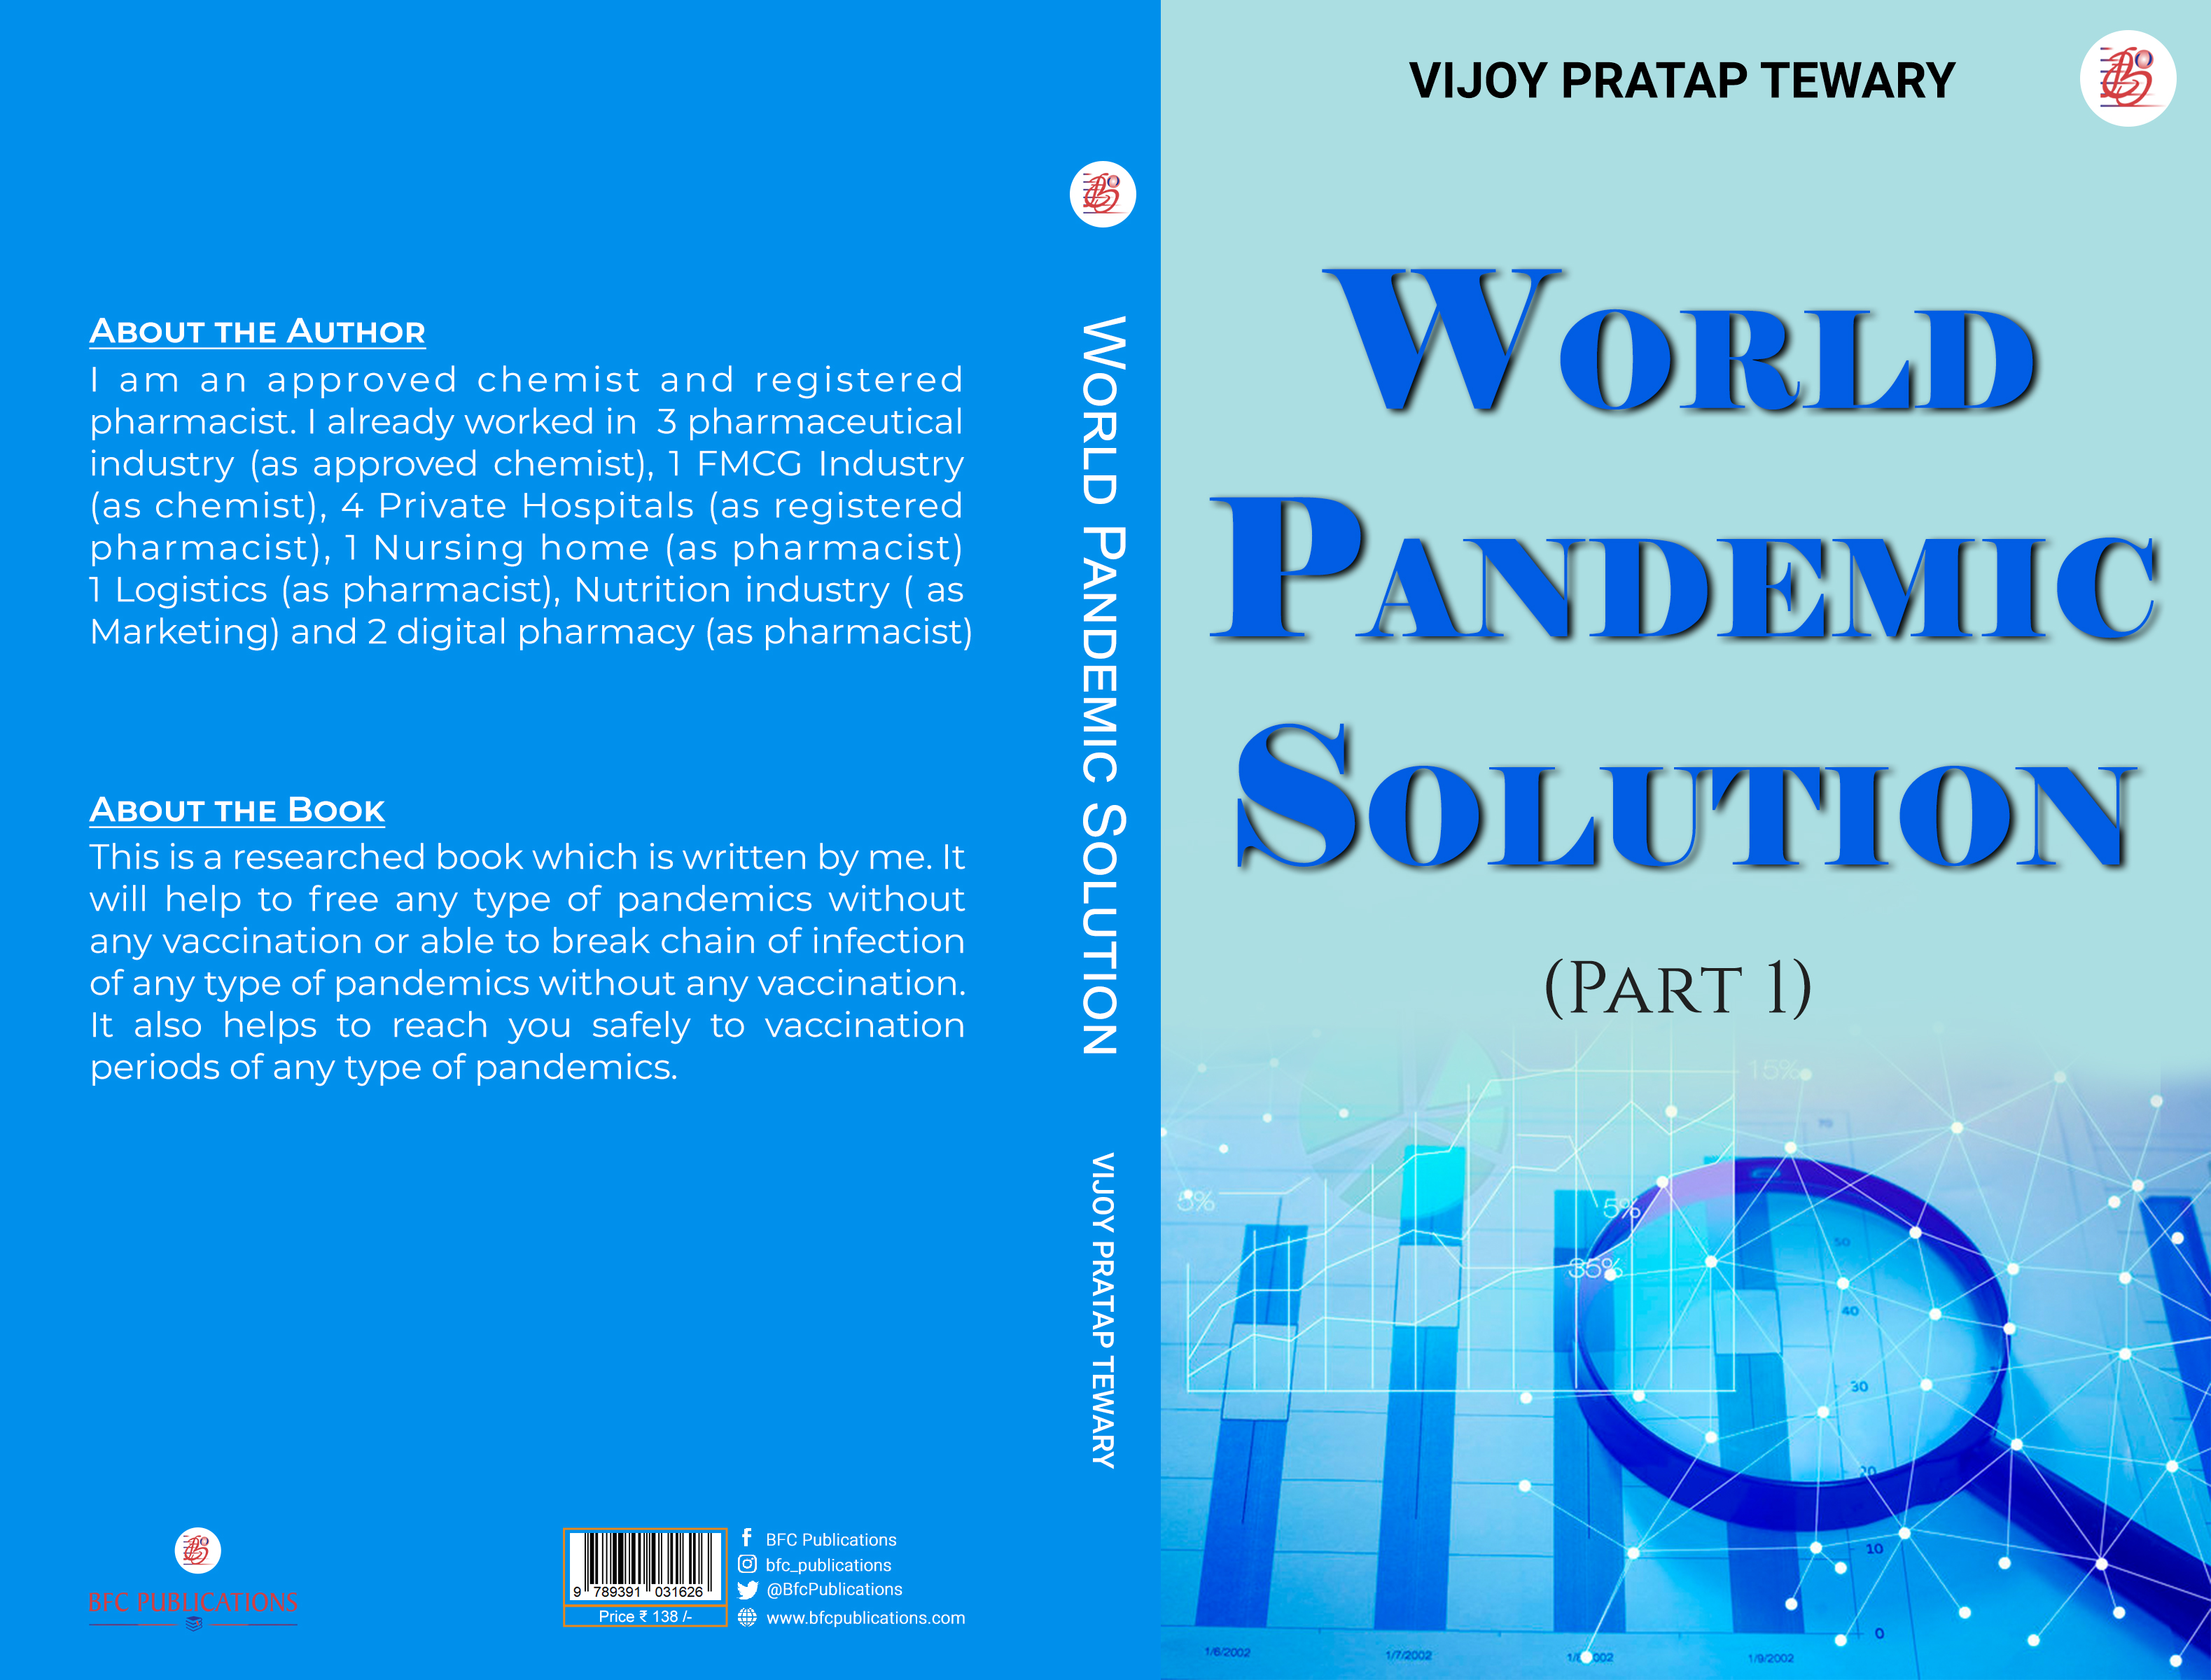 ABOUT THE AUTHOR
I am an approved chemist and registered
pharmacist. I already worked in 3 pharmaceutical
industry (as approved chemist), 1 FMCG Industry
(as chemist), 4 Private Hospitals (as registered
pharmacist), 1 Nursing home (as pharmacist)
1 Logistics (as pharmacist), Nutrition industry ( as
Marketing) and 2 digital pharmacy (as pharmacist)
ABOUT THE BOOK
This is a researched book which is written by me. It
will help to free any type of pandemics without
any vaccination or able to break chain of infection
of any type of pandemics without any vaccination.
It also helps to reach you safely to vaccination
periods of any type of pandemics.
BFC PUBLICATIONS
9 789391 031626
Price ₹ 138 /-
BFC Publications
bfc_publications
@BfcPublications
www.bfcpublications.com
WORLD PANDEMIC SOLUTION
VIJOY PRATAP TEWARY
VIJOY PRATAP TEWARY
WORLD
PANDEMIC
SOLUTION
(PART 1)
15%
70
5%
50
35%
40
30
20
10
0
1/6/2002
1/7/2002
1/9/2002